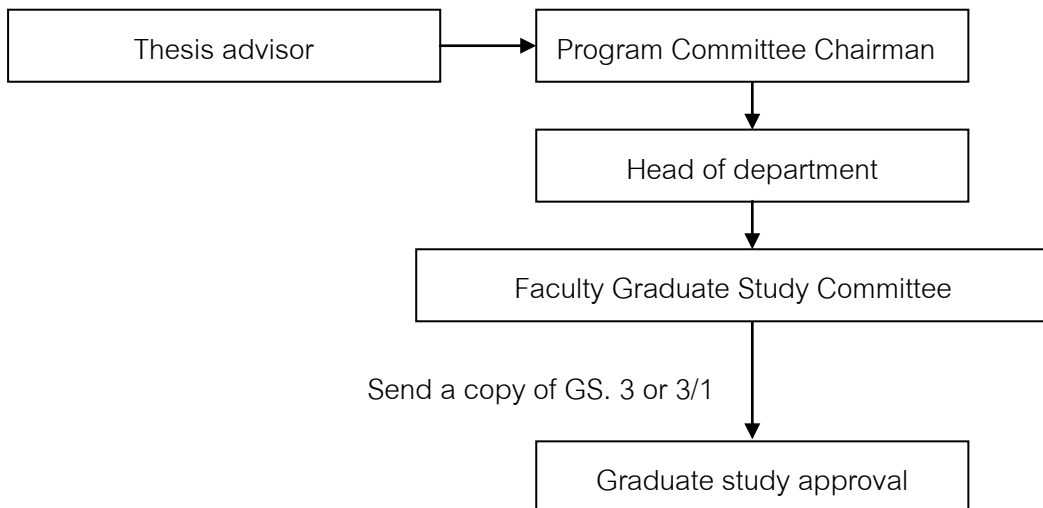 Thesis advisor
Program Committee Chairman
Head of department
Faculty Graduate Study Committee
Send a copy of GS. 3 or 3/1
Graduate study approval